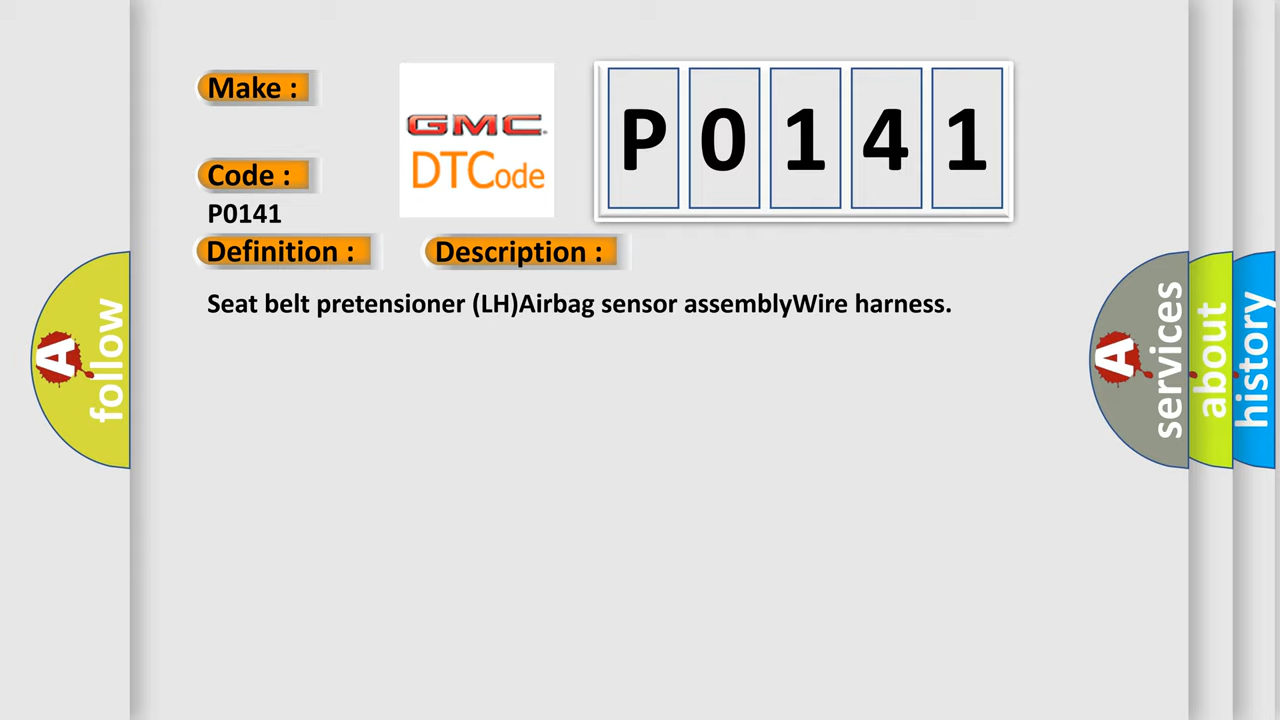 Make :
GMC
DTCode
P0141
Code :
P0141
Definition :
Description :
Seat belt pretensioner (LH)Airbag sensor assemblyWire harness.
A follow
A services
about
history